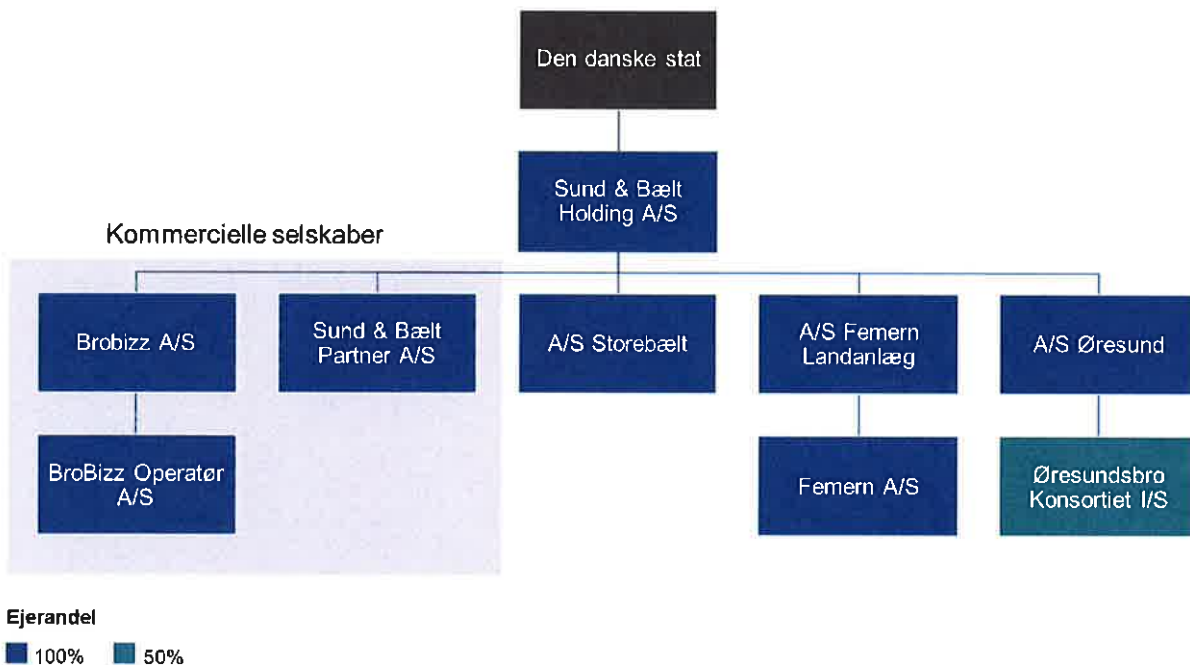 Den danske stat
Sund & Bælt
Holding A/S
Kommercielle selskaber
Brobizz A/S
Sund & Bælt
Partner A/S
A/S Storebælt
A/S Femern
Landanlæg
A/S Øresund
BroBizz Operatør
A/S
Femern A/S
Øresundsbro
Konsortiet I/S
Ejerandel
100%
50%